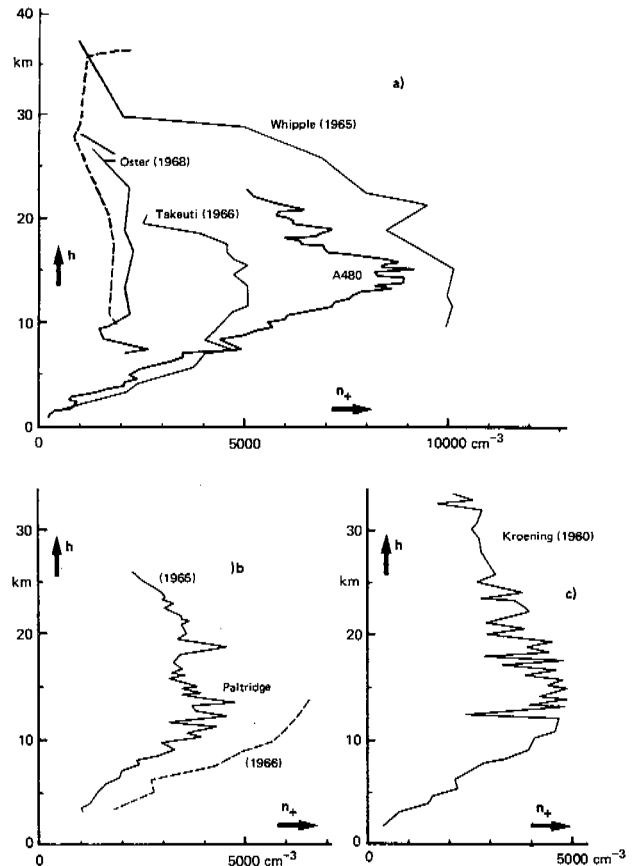 40
km
a)
30
Whipple (1965)
Oster (1968)
20
Takeuti (1966)
h
A480
10
n+
0
0
5000
10000 cm⁻³
30
h
)b
km
(1965)
20
Paltridge
10
(1966)
n+
0
0
5000 cm⁻³
30
Kroening (1960)
h
km
c)
20
10
n+
0
0
5000 cm⁻³